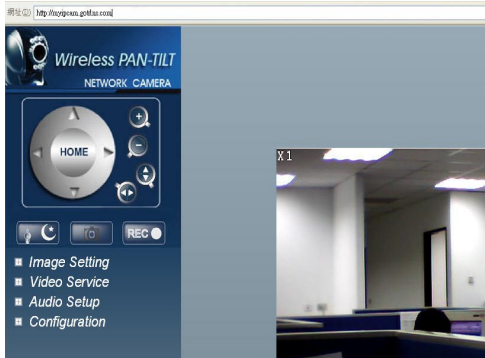 網址(D) http://myipcam.gotdns.com
Wireless PAN-TILT
NETWORK CAMERA
HOME
REC
X1
Image Setting
Video Service
Audio Setup
Configuration